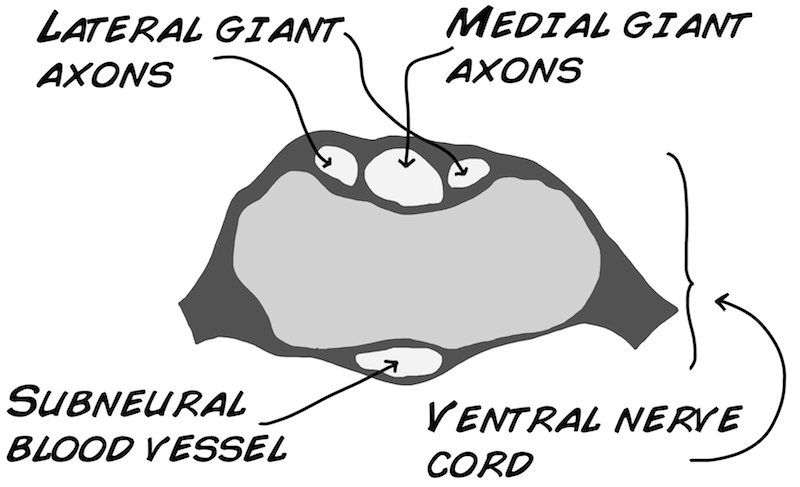 LATERAL GIANT
AXONS
MEDIAL GIANT
AXONS
SUBNEURAL
BLOOD VESSEL
VENTRAL NERVE
CORD